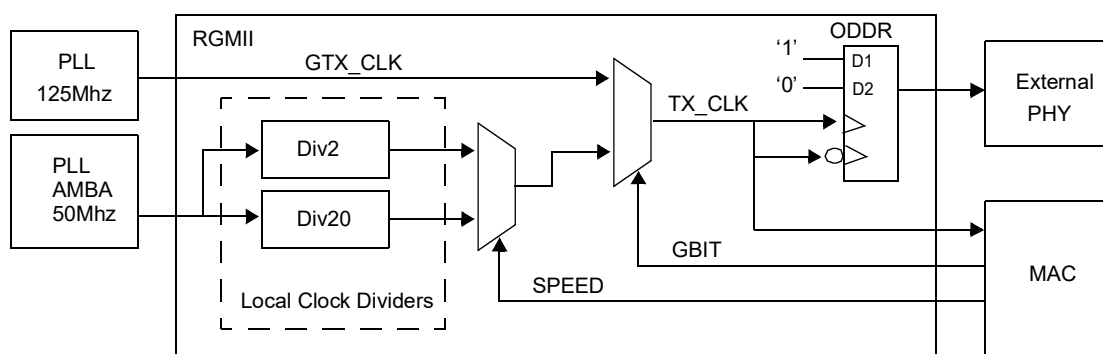 RGMII
ODDR
PLL
125Mhz
GTX_CLK
'1'
D1
'0'
D2
External
PHY
TX_CLK
PLL
AMBA
50Mhz
Div2
Div20
GBIT
MAC
SPEED
Local Clock Dividers